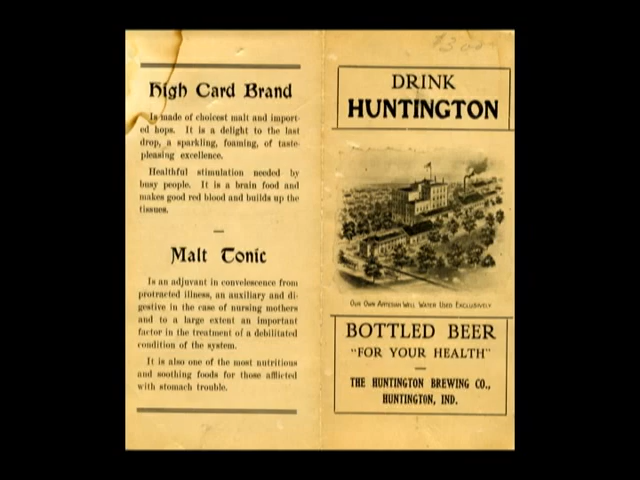 High Card Brand
Is made of choicest malt and import-
ed hops. It is a delight to the last
drop, a sparkling, foaming, of taste-
pleasing excellence.
Healthful stimulation needed by
busy people. It is a brain food and
makes good red blood and builds up the
tissues.
Malt Tonic
Is an adjuvant in convelescence from
protracted illness, an auxiliary and di-
gestive in the case of nursing mothers
and to a large extent an important
factor in the treatment of a debilitated
condition of the system.
It is also one of the most nutritious
and soothing foods for those afflicted
with stomach trouble.
DRINK
HUNTINGTON
OUR OWN ARTESIAN WELL WATER USED EXCLUSIVELY
BOTTLED BEER
"FOR YOUR HEALTH"
THE HUNTINGTON BREWING CO.,
HUNTINGTON, IND.